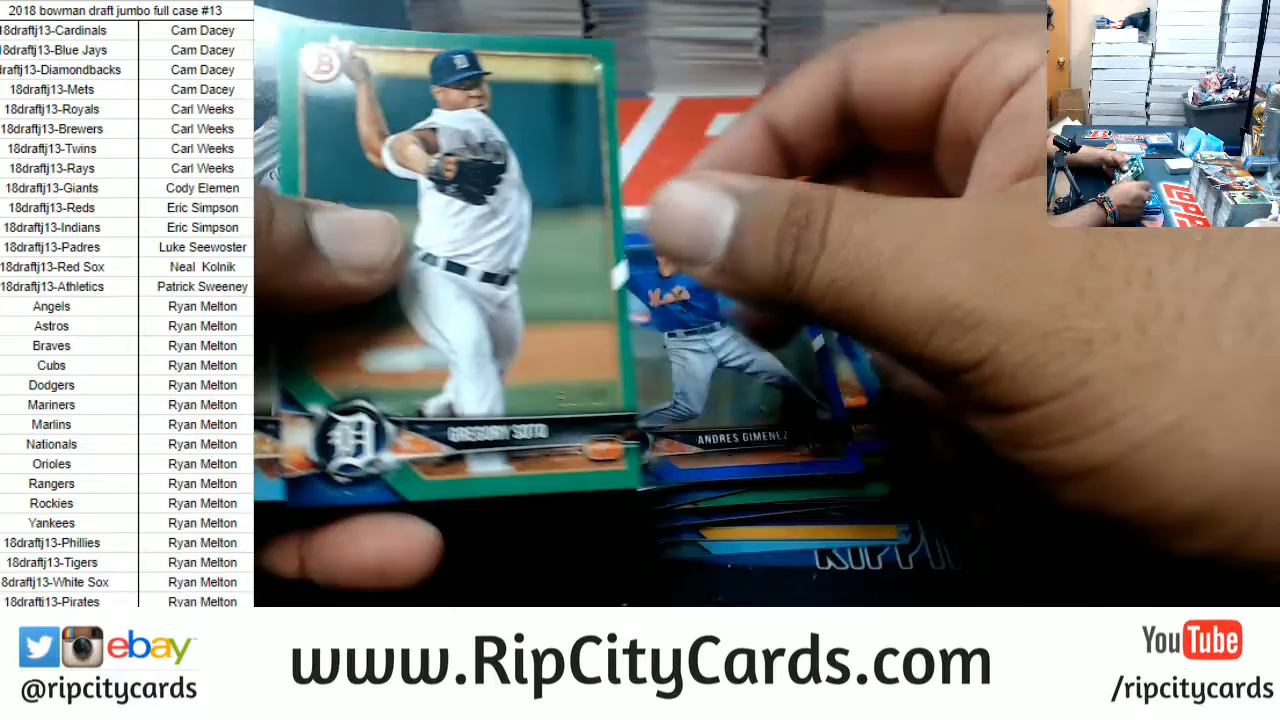 2018 bowman draft jumbo full case #13
18draftj13-Cardinals Cam Dacey
18draftj13-Blue Jays Cam Dacey
draftj13-Diamondbacks Cam Dacey
18draftj13-Mets Cam Dacey
18draftj13-Royals Carl Weeks
18draftj13-Brewers Carl Weeks
18draftj13-Twins Carl Weeks
18draftj13-Rays Carl Weeks
18draftj13-Giants Cody Elemen
18draftj13-Reds Eric Simpson
18draftj13-Indians Eric Simpson
18draftj13-Padres Luke Seewoster
18draftj13-Red Sox Neal Kolnik
18draftj13-Athletics Patrick Sweeney
Angels Ryan Melton
Astros Ryan Melton
Braves Ryan Melton
Cubs Ryan Melton
Dodgers Ryan Melton
Mariners Ryan Melton
Marlins Ryan Melton
Nationals Ryan Melton
Orioles Ryan Melton
Rangers Ryan Melton
Rockies Ryan Melton
Yankees Ryan Melton
18draftj13-Phillies Ryan Melton
18draftj13-Tigers Ryan Melton
8draftj13-White Sox Ryan Melton
18draftj13-Pirates Ryan Melton
B
D
GREGORY SOTO
ANDRES GIMENEZ
RIPPI
TOPPS
ebay
@ripcitycards
www.RipCityCards.com
YouTube
/ripcitycards